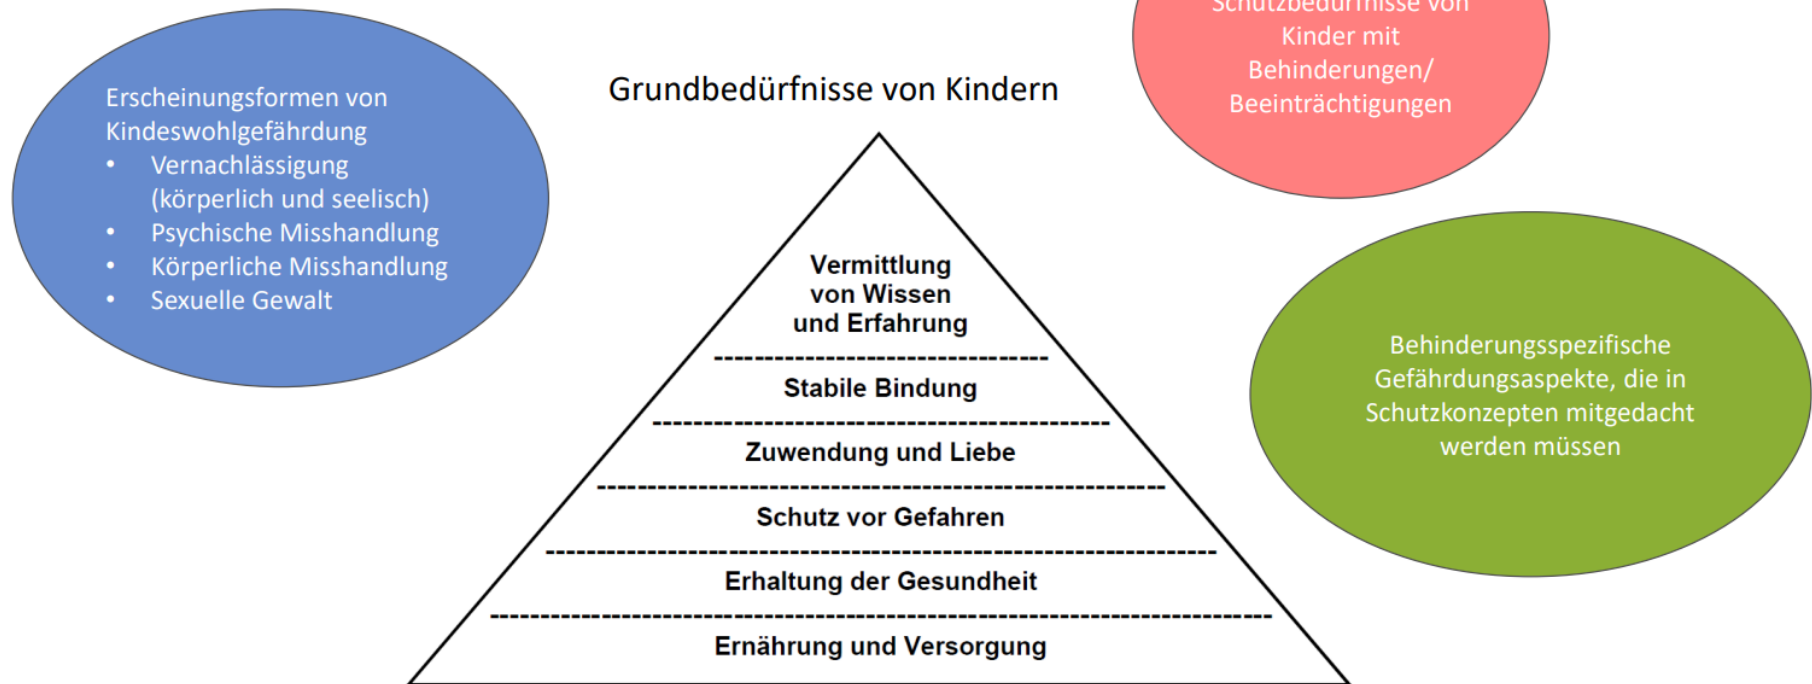 Schutzbedürfnisse von
Kinder mit
Behinderungen/
Beeinträchtigungen
Grundbedürfnisse von Kindern
Erscheinungsformen von
Kindeswohlgefährdung
• Vernachlässigung
(körperlich und seelisch)
• Psychische Misshandlung
• Körperliche Misshandlung
• Sexuelle Gewalt
Vermittlung
von Wissen
und Erfahrung
Stabile Bindung
Zuwendung und Liebe
Schutz vor Gefahren
Erhaltung der Gesundheit
Ernährung und Versorgung
Behinderungsspezifische
Gefährdungsaspekte, die in
Schutzkonzepten mitgedacht
werden müssen